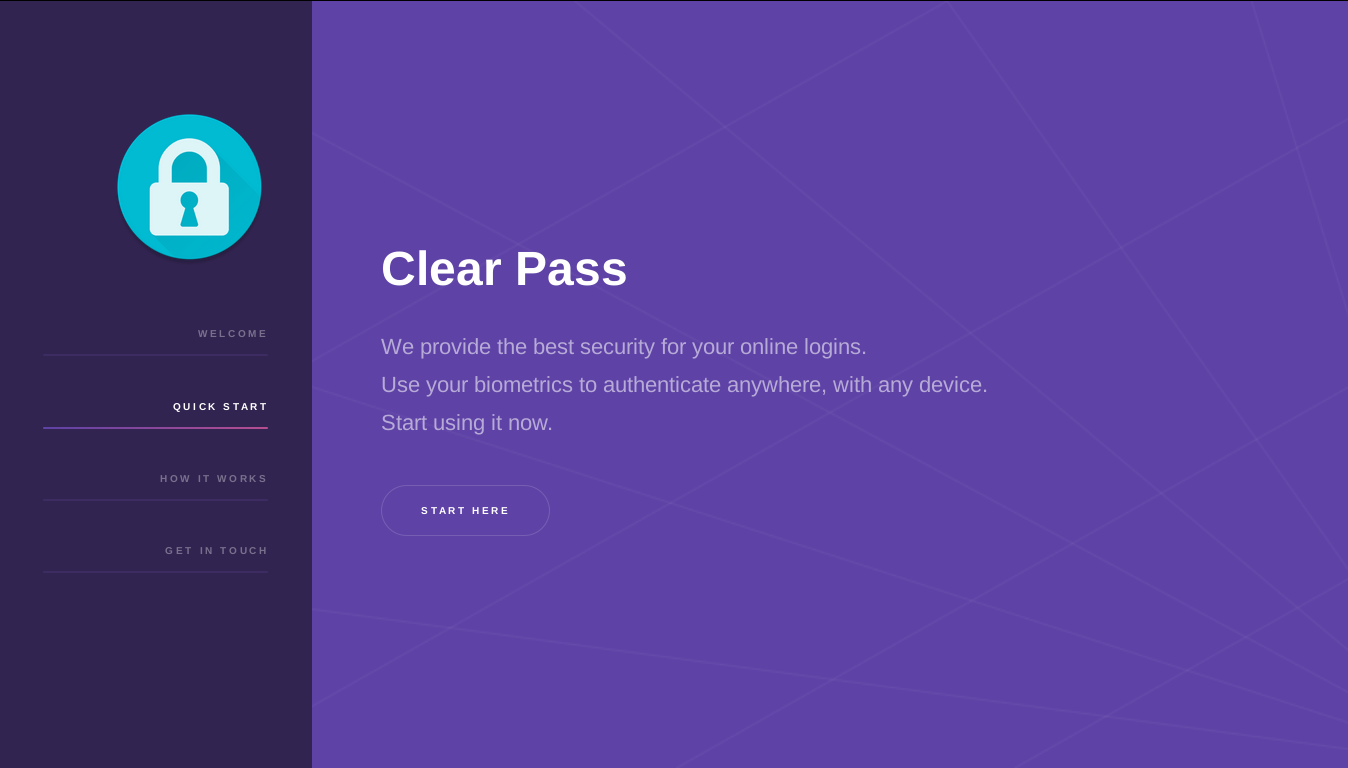 WELCOME
QUICK START
HOW IT WORKS
GET IN TOUCH
Clear Pass
We provide the best security for your online logins.
Use your biometrics to authenticate anywhere, with any device.
Start using it now.
START HERE